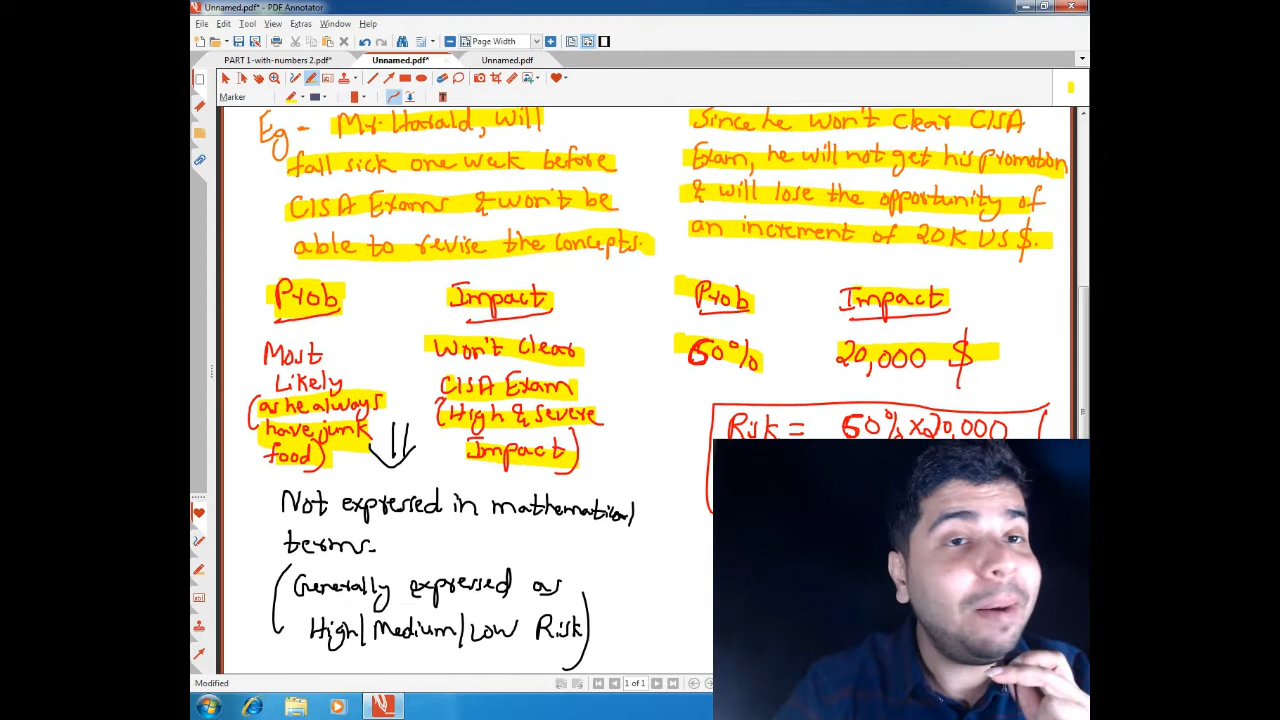 Unnamed.pdf* - PDF Annotator
File Edit Tool View Extras Window Help
Page Width
PART 1-with-numbers 2.pdf*
Unnamed.pdf*
Unnamed.pdf
Marker
Eg - Mr Harald, will
fall sick one week before
CISA Exams & won't be
able to revise the concepts.
Prob
Impact
Most
Likely
(as he always
have junk
food)
Won't clear
CISA Exam
(High & Severe
Impact)
Not expressed in mathematical
terms.
(Generally expressed as
High/Medium/Low Risk)
Since he won't clear CISA
Exam, he will not get his promotion
& will lose the opportunity of
an increment of 20K US $.
Prob
Impact
60%
20,000 $
Risk = 60% x 20,000
Modified
1 of 1